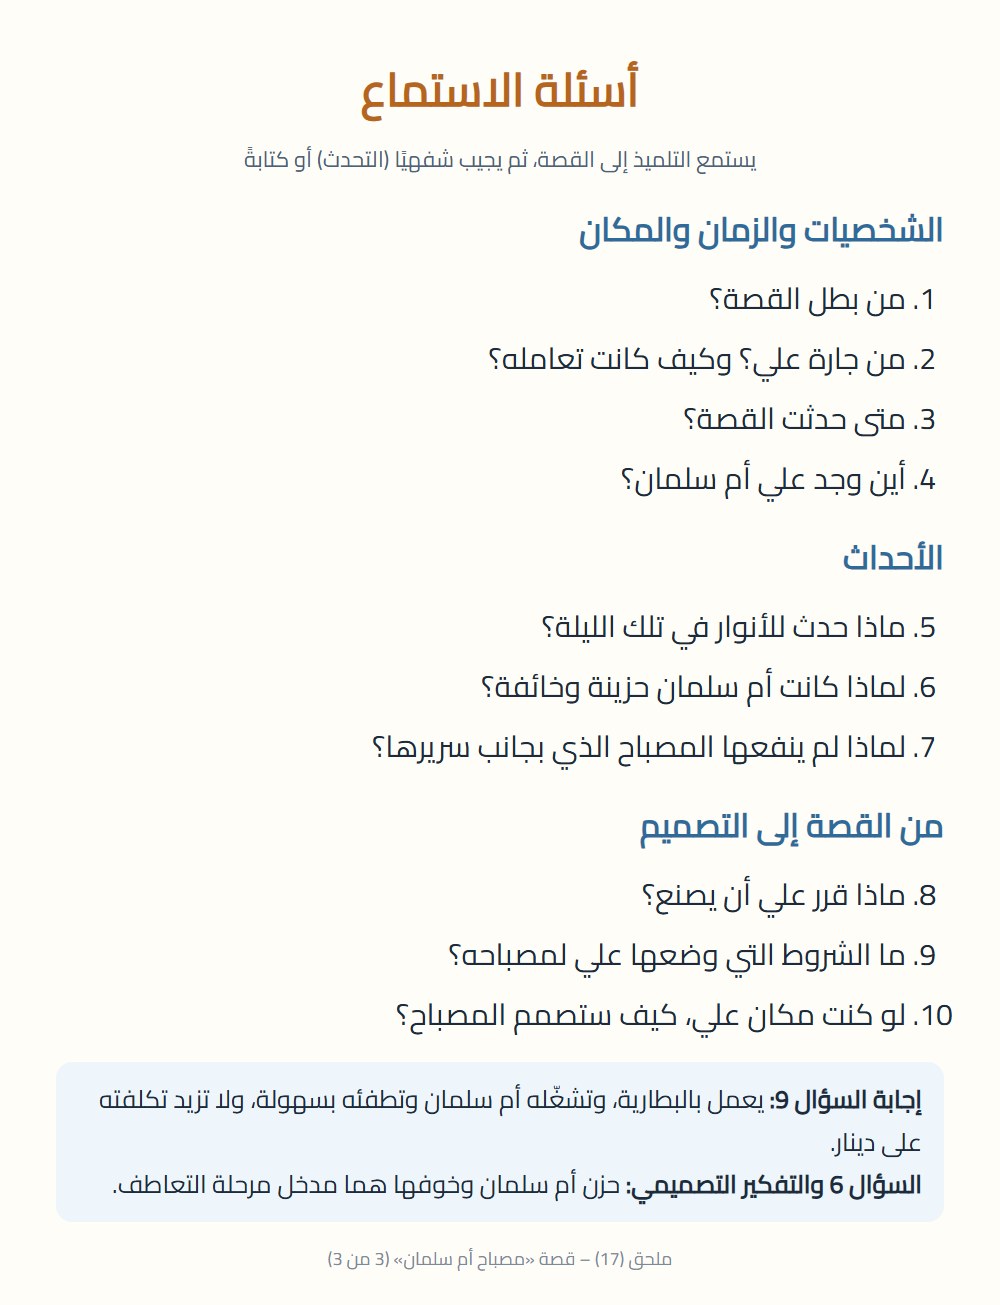 أسئلة الاستماع
يستمع التلميذ إلى القصة، ثم يجيب شفهيًا (التحدث) أو كتابةً
الشخصيات والزمان والمكان
1. من بطل القصة؟
2. من جارة علي؟ وكيف كانت تعامله؟
3. متى حدثت القصة؟
4. أين وجد علي أم سلمان؟
الأحداث
5. ماذا حدث للأنوار في تلك الليلة؟
6. لماذا كانت أم سلمان حزينة وخائفة؟
7. لماذا لم ينفعها المصباح الذي بجانب سريرها؟
من القصة إلى التصميم
8. ماذا قرر علي أن يصنع؟
9. ما الشروط التي وضعها علي لمصباحه؟
10. لو كنت مكان علي، كيف ستصمم المصباح؟
إجابة السؤال 9: يعمل بالبطارية، وتشغّله أم سلمان وتطفئه بسهولة، ولا تزيد تكلفته
على دينار.
السؤال 6 والتفكير التصميمي: حزن أم سلمان وخوفها هما مدخل مرحلة التعاطف.
ملحق (17) – قصة «مصباح أم سلمان» (3 من 3)